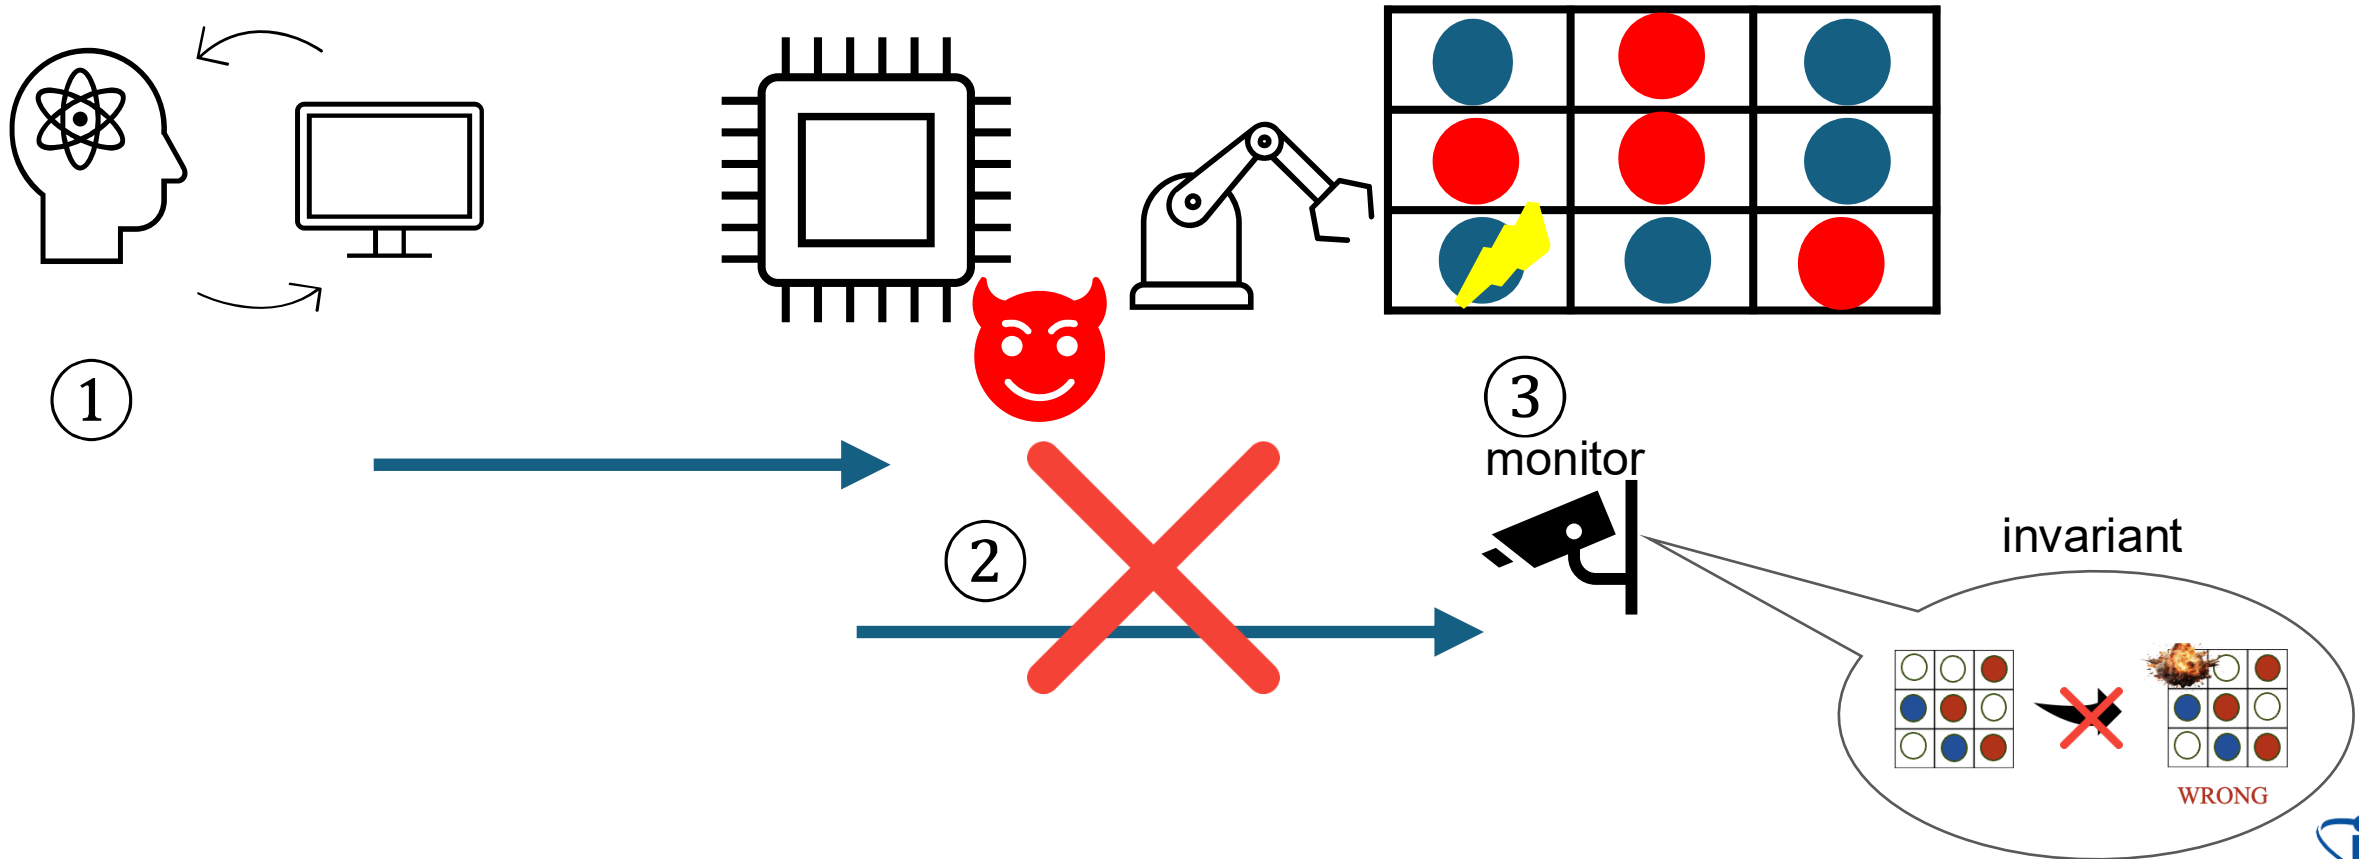 ①
②
③
monitor
invariant
WRONG